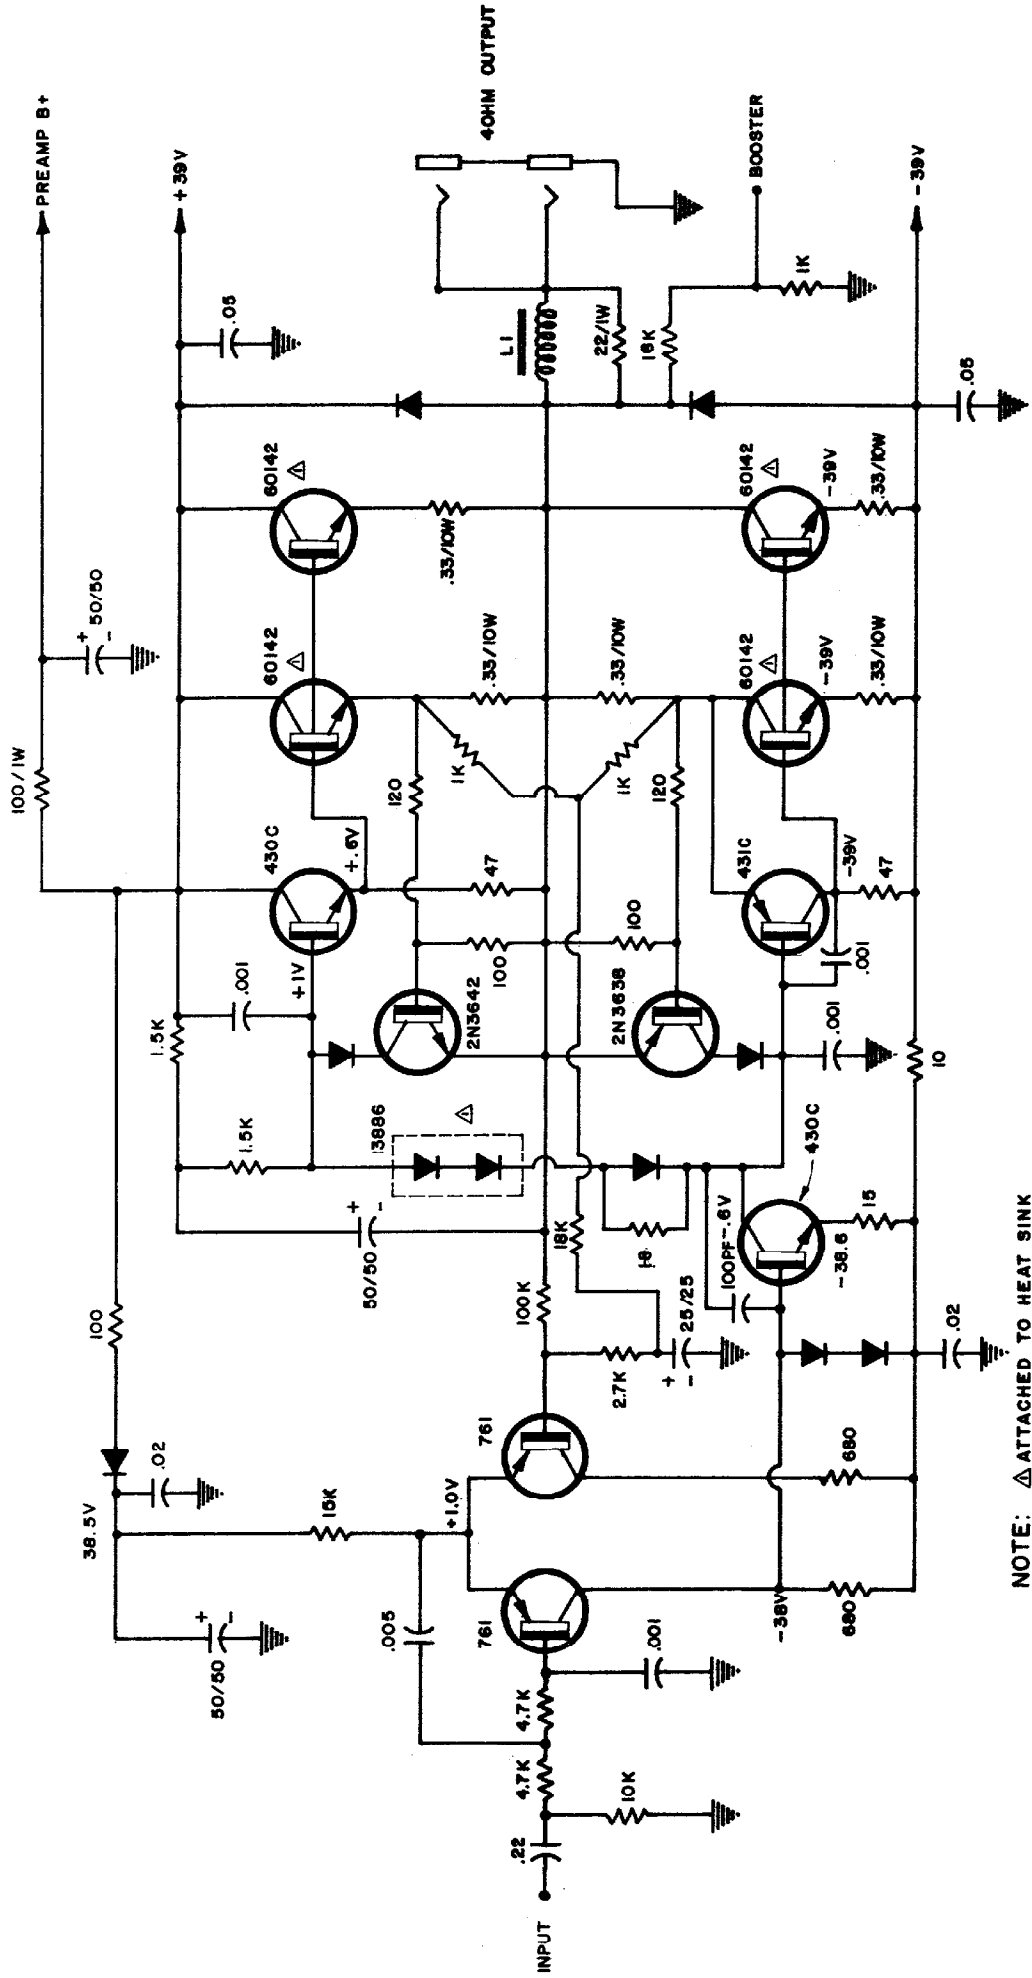 PREAMP B+
100/1W
50/50
+39V
.05
100
38.5V
.02
50/50
1.5K
1.5K
.001
+1V
430C
+.6V
60142
60142
.33/10W
4OHM OUTPUT
L1
22/1W
18K
BOOSTER
1K
15K
+1.0V
.005
50/50
13886
2N3642
120
1K
.33/10W
47
100
100
2N3638
1K
120
.33/10W
INPUT
.22
4.7K
4.7K
10K
761
.001
761
100K
2.7K
25/25
18K
18
100PF
-.6V
430C
-38.6
15
.001
431C
-39V
47
.001
60142
-39V
.33/10W
60142
-39V
.33/10W
-39V
.05
-38V
680
680
.02
10
NOTE: ⚠ ATTACHED TO HEAT SINK